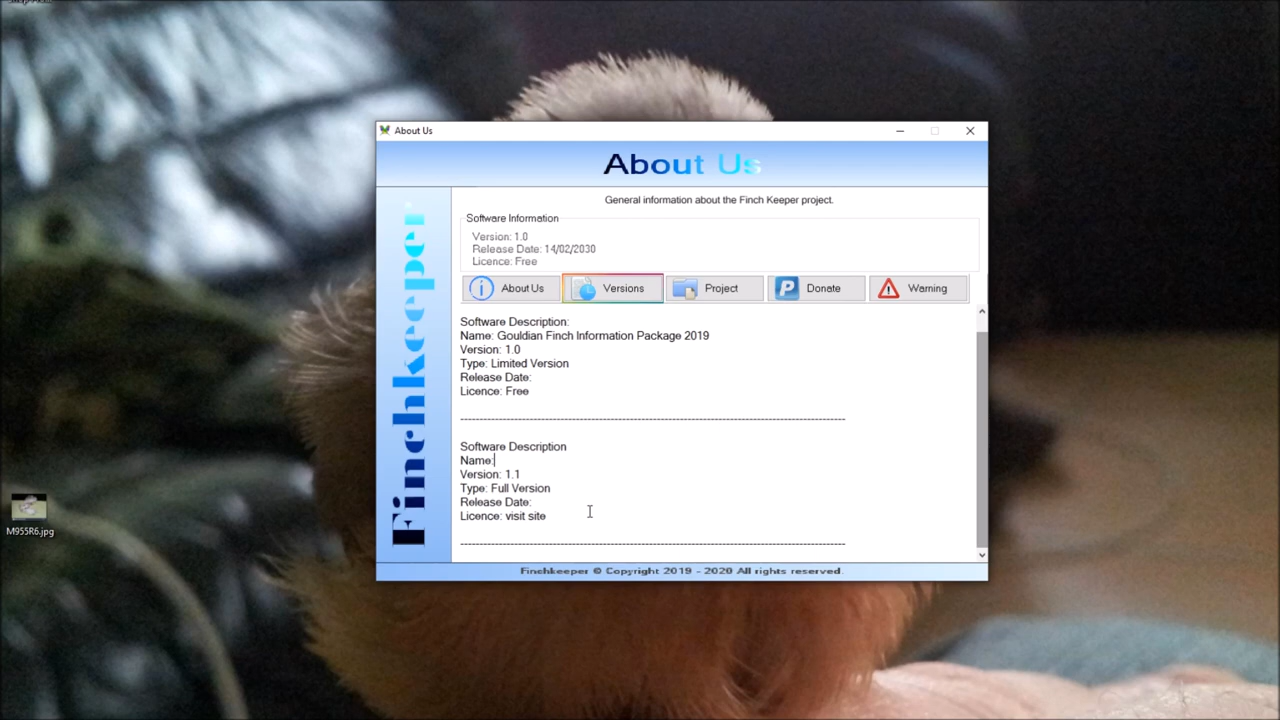 About Us
About Us
Finchkeeper
General information about the Finch Keeper project.
Software Information
Version: 1.0
Release Date: 14/02/2030
Licence: Free
About Us
Versions
Project
Donate
Warning
Software Description:
Name: Gouldian Finch Information Package 2019
Version: 1.0
Type: Limited Version
Release Date:
Licence: Free
--------------------------------------------------------------------------------
Software Description
Name:
Version: 1.1
Type: Full Version
Release Date:
Licence: visit site
--------------------------------------------------------------------------------
Finchkeeper © Copyright 2019 - 2020 All rights reserved.
M955R6.jpg